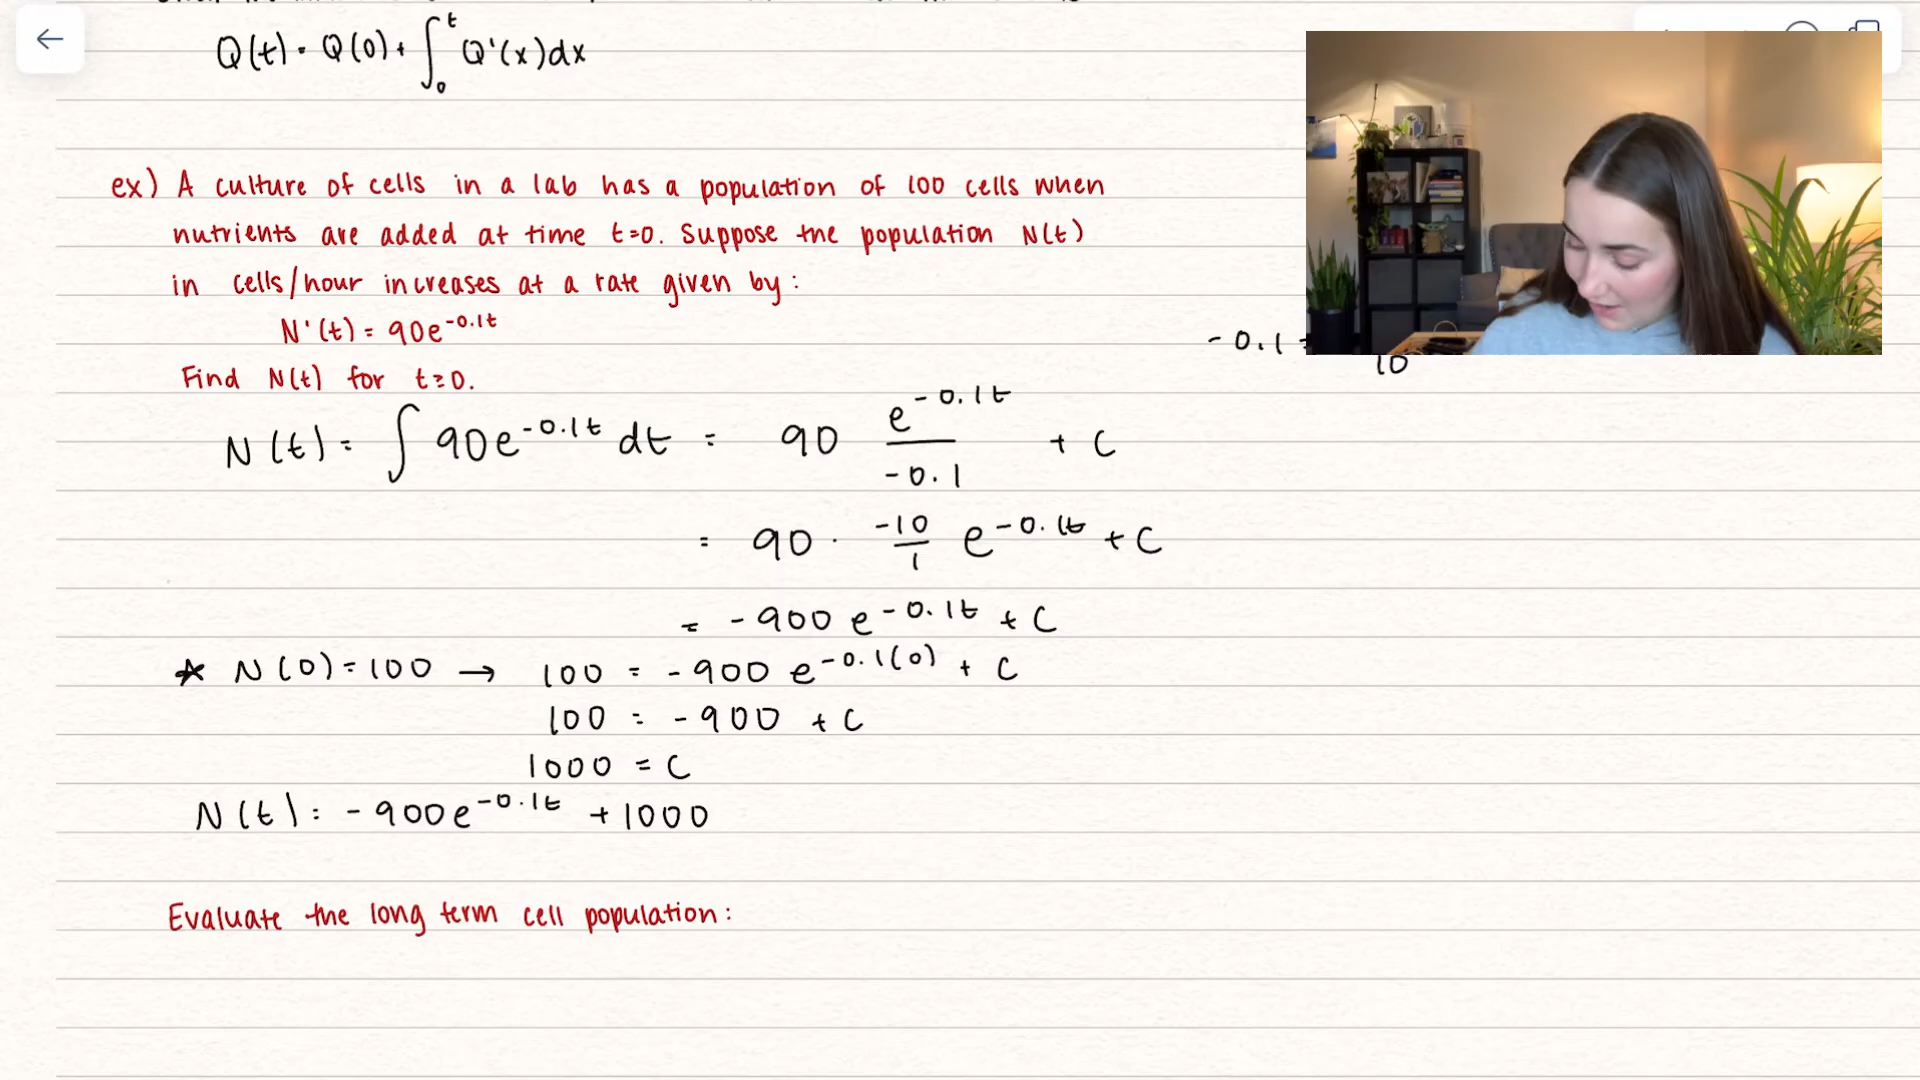 Q(t) = Q(0) + ∫₀ᵗ Q'(x)dx
ex) A culture of cells in a lab has a population of 100 cells when
nutrients are added at time t=0. Suppose the population N(t)
in cells/hour increases at a rate given by:
N'(t) = 90e^-0.1t
Find N(t) for t≥0.
-0.1 =
10
N(t) = ∫ 90e^-0.1t dt = 90 e^-0.1t / -0.1 + C
= 90 · -10/1 e^-0.1t + C
= -900 e^-0.1t + C
* N(0) = 100 → 100 = -900 e^-0.1(0) + C
100 = -900 + C
1000 = C
N(t) = -900e^-0.1t + 1000
Evaluate the long term cell population: